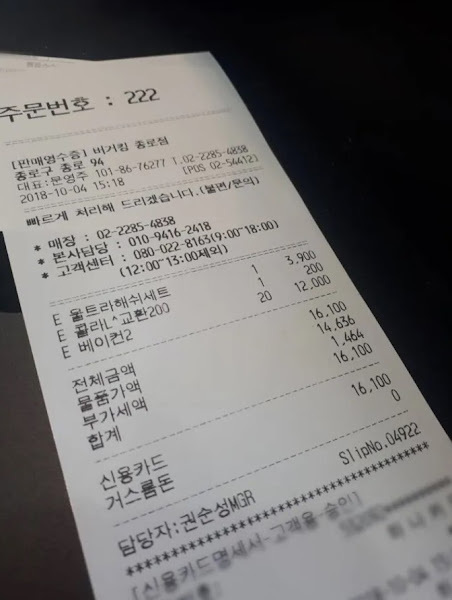 주문번호 : 222
[판매영수증] 버거킹 종로점
종로구 종로 94 T.02-2285-4838
대표:문영주 101-86-76277 [POS 02-54412]
2018-10-04 15:18
빠르게 처리해 드리겠습니다.(불편/문의)
* 매장 : 02-2285-4838
* 본사담당 : 010-9416-2418
* 고객센터 : 080-022-8163(9:00~18:00)
(12:00~13:00제외)
E 울트라해쉬세트 1 3,900
E 콜라L^교환200 1 200
E 베이컨2 20 12,000
전체금액 16,100
물품가액 14,636
부가세액 1,464
합계 16,100
신용카드 16,100
거스름돈 0
담당자:권순성MGR SlipNo.04922
**********************************
[신용카드명세서-고객용 승인]